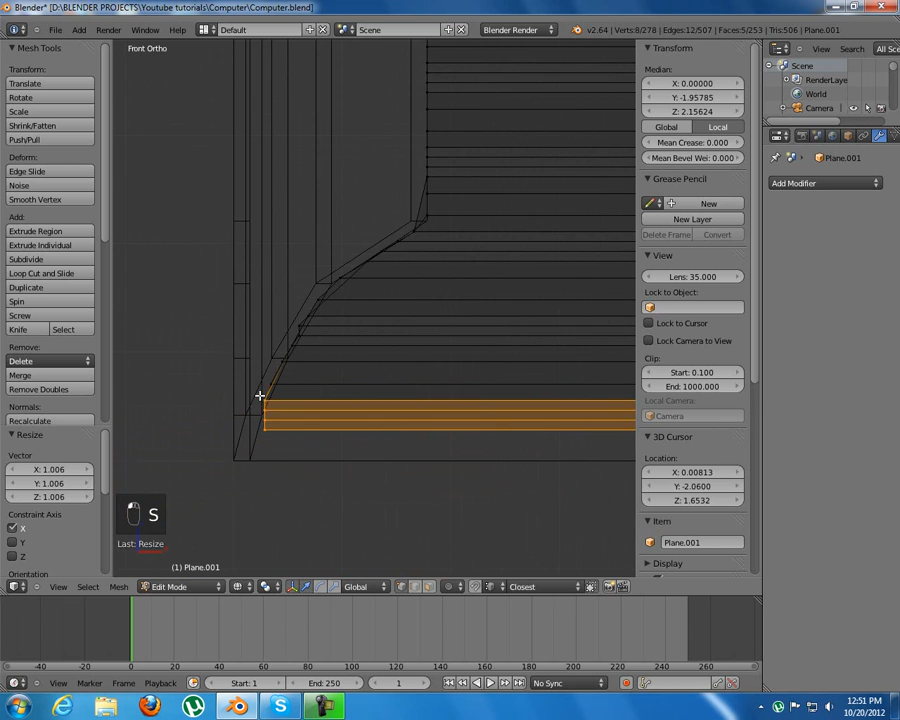 Blender* [D:\BLENDER PROJECTS\Youtube tutorials\Computer\Computer.blend]
File Add Render Window Help Default Scene Blender Render v2.64 | Verts:8/278 | Edges:12/507 | Faces:5/253 | Tris:506 | Plane.001
Mesh Tools
Transform:
Translate
Rotate
Scale
Shrink/Fatten
Push/Pull
Deform:
Edge Slide
Noise
Smooth Vertex
Add:
Extrude Region
Extrude Individual
Subdivide
Loop Cut and Slide
Duplicate
Spin
Screw
Knife Select
Remove:
Delete
Merge
Remove Doubles
Normals:
Recalculate
Resize
Vector
X: 1.006
Y: 1.006
Z: 1.006
Constraint Axis
X
Y
Z
Orientation
Front Ortho
S
Last: Resize
(1) Plane.001
Transform
Median:
X: 0.00000
Y: -1.95785
Z: 2.15624
Global Local
Mean Crease: 0.000
Mean Bevel Wei: 0.000
Grease Pencil
New
New Layer
Delete Frame Convert
View
Lens: 35.000
Lock to Object:
Lock to Cursor
Lock Camera to View
Clip:
Start: 0.100
End: 1000.000
Local Camera:
Camera
3D Cursor
Location:
X: 0.00813
Y: -2.0600
Z: 1.6532
Item
Plane.001
Display
View Search All Sce
Scene
RenderLaye
World
Camera
Plane.001
Add Modifier
View Select Mesh Edit Mode Global Closest
-40 -20 0 20 40 60 80 100 120 140 160 180 200 220 240 260
View Marker Frame Playback Start: 1 End: 250 1 No Sync
12:51 PM
10/20/2012